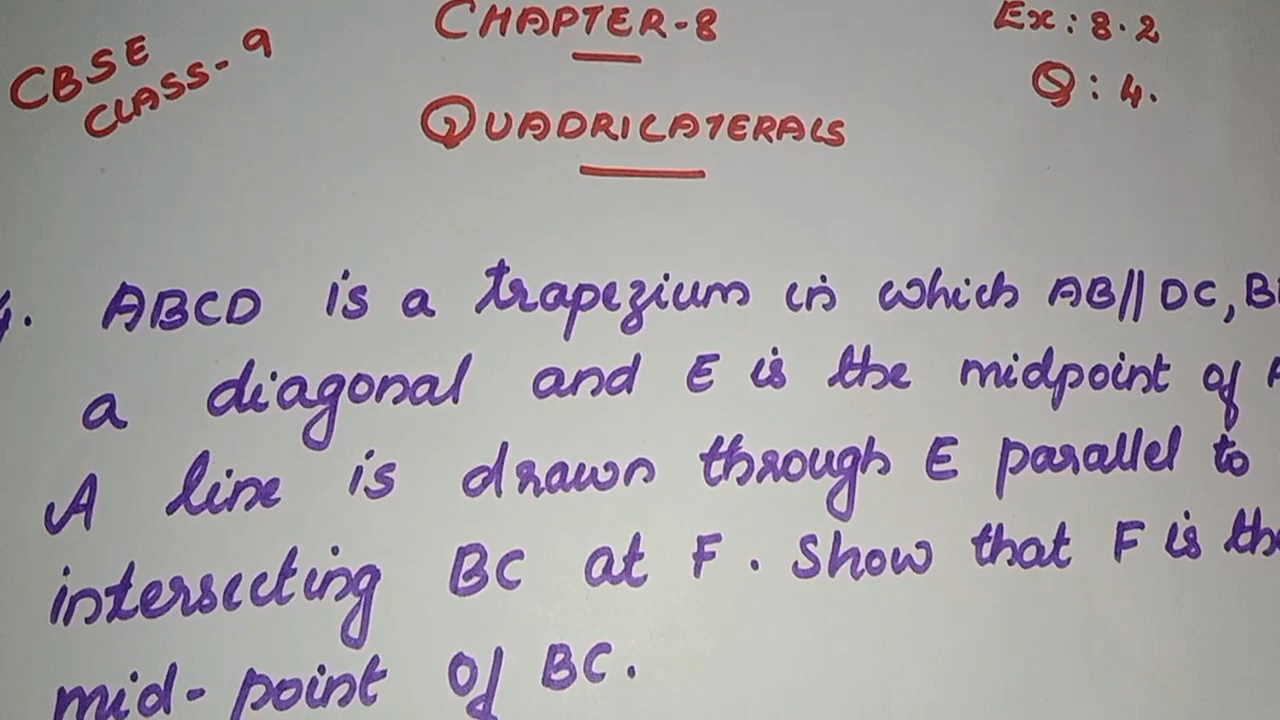 CBSE
CLASS-9
CHAPTER-8
Ex: 8.2
Q: 4.
QUADRILATERALS
4. ABCD is a trapezium in which AB// DC,
a diagonal and E is the midpoint of
A line is drawn through E parallel to
intersecting BC at F. Show that F is the
mid-point of BC.